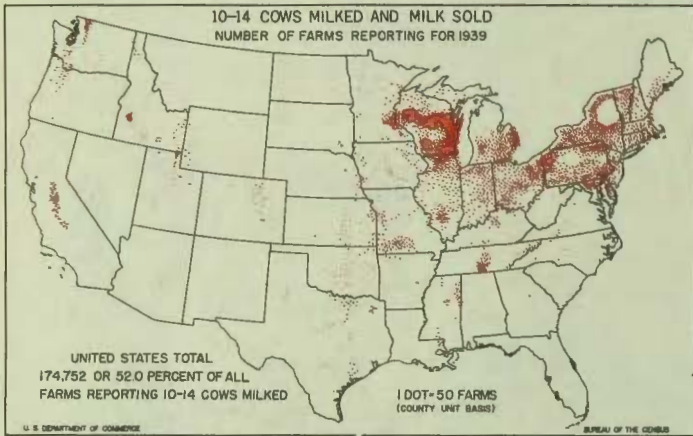 10-14 COWS MILKED AND MILK SOLD
NUMBER OF FARMS REPORTING FOR 1939
UNITED STATES TOTAL
174,752 OR 52.0 PERCENT OF ALL
FARMS REPORTING 10-14 COWS MILKED
1 DOT=50 FARMS
(COUNTY UNIT BASIS)
U. S. DEPARTMENT OF COMMERCE
BUREAU OF THE CENSUS